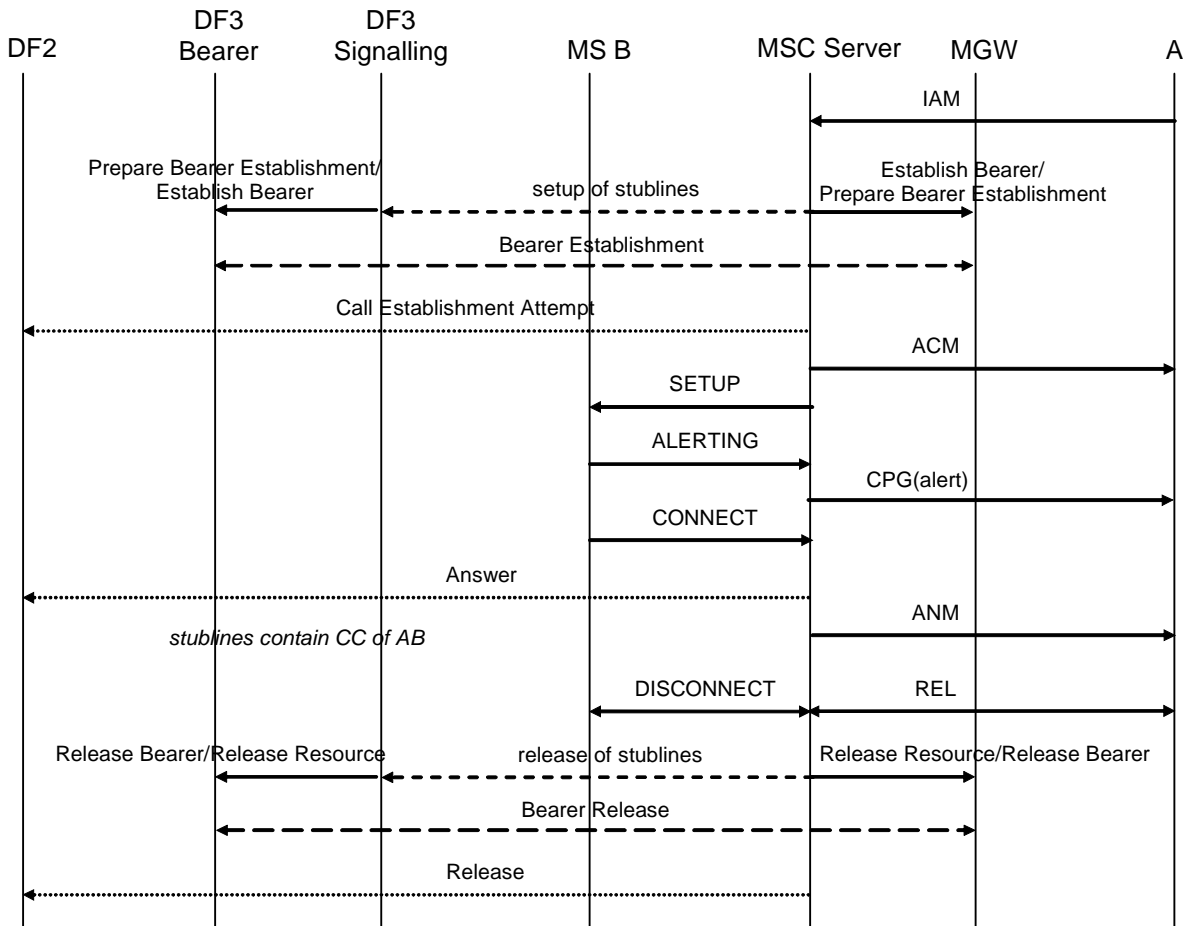 DF2
DF3
Bearer
DF3
Signalling
MS B
MSC Server
MGW
A
IAM
Prepare Bearer Establishment/
Establish Bearer
setup of stublines
Establish Bearer/
Prepare Bearer Establishment
Bearer Establishment
Call Establishment Attempt
ACM
SETUP
ALERTING
CPG(alert)
CONNECT
Answer
ANM
stublines contain CC of AB
DISCONNECT
REL
Release Bearer/Release Resource
release of stublines
Release Resource/Release Bearer
Bearer Release
Release